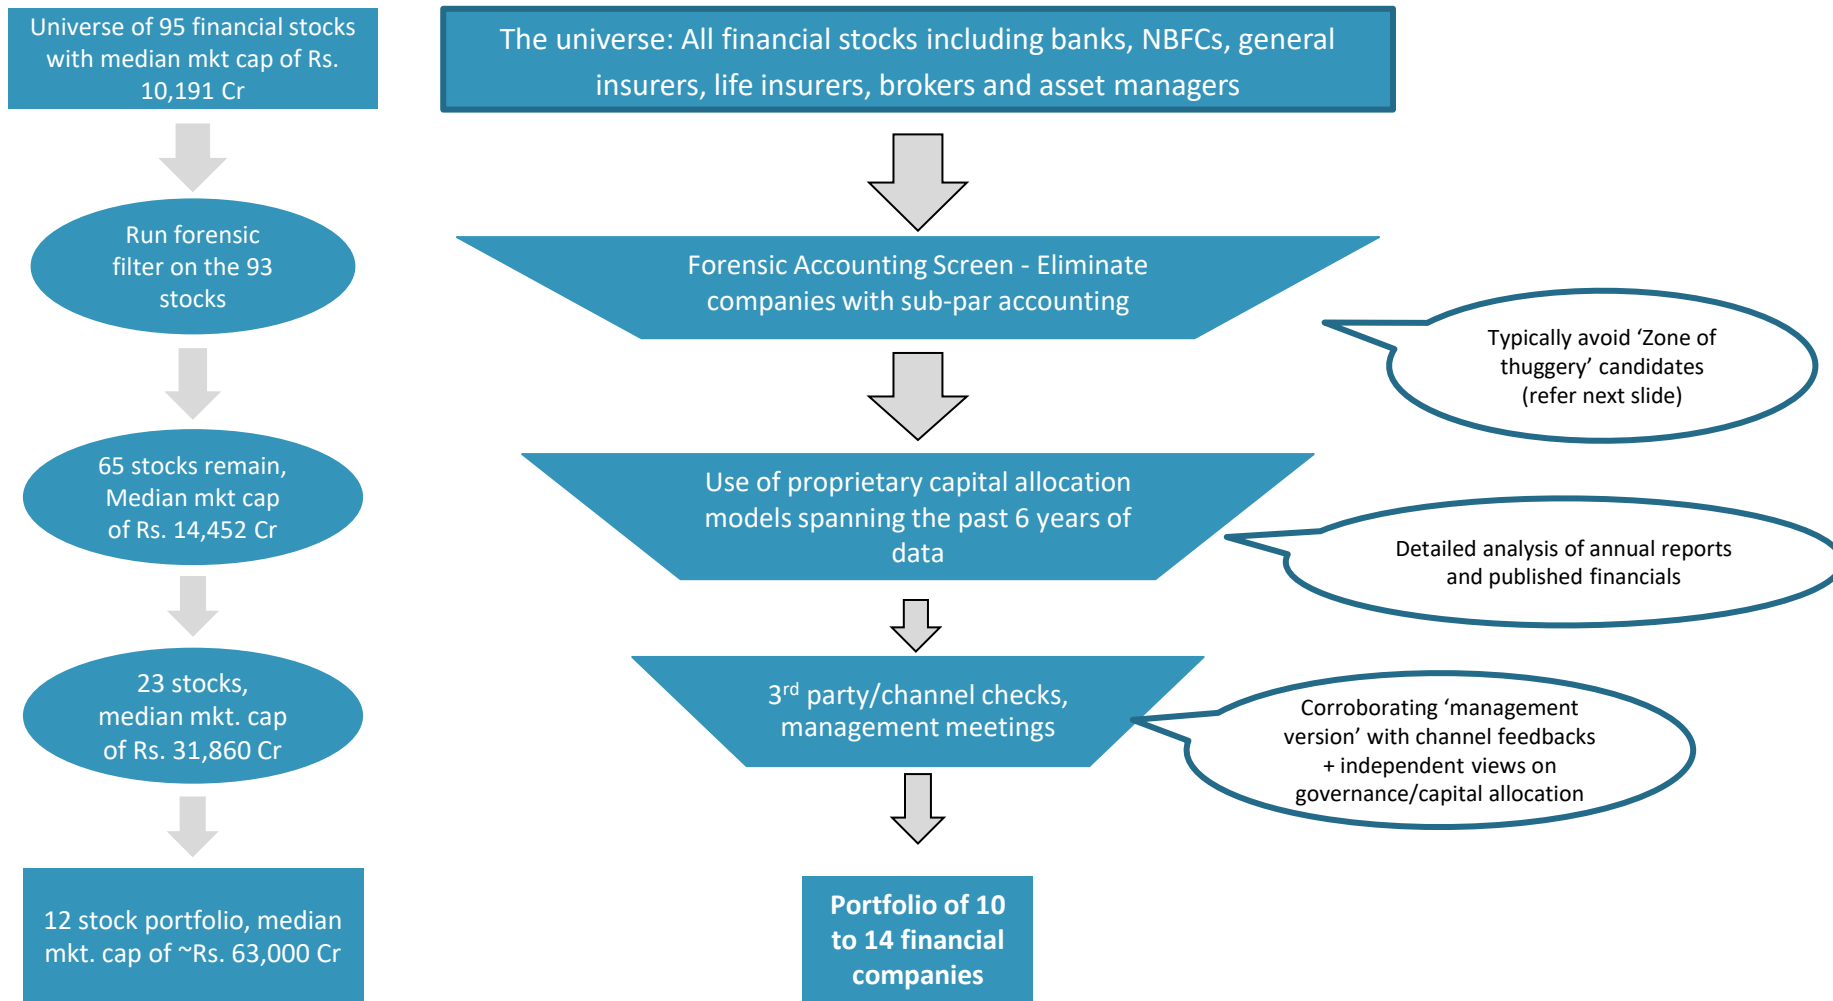 Universe of 95 financial stocks
with median mkt cap of Rs.
10,191 Cr
Run forensic
filter on the 93
stocks
65 stocks remain,
Median mkt cap
of Rs. 14,452 Cr
23 stocks,
median mkt. cap
of Rs. 31,860 Cr
12 stock portfolio, median
mkt. cap of ~Rs. 63,000 Cr
The universe: All financial stocks including banks, NBFCs, general
insurers, life insurers, brokers and asset managers
Forensic Accounting Screen - Eliminate
companies with sub-par accounting
Typically avoid ‘Zone of
thuggery’ candidates
(refer next slide)
Use of proprietary capital allocation
models spanning the past 6 years of
data
Detailed analysis of annual reports
and published financials
3rd party/channel checks,
management meetings
Corroborating ‘management
version’ with channel feedbacks
+ independent views on
governance/capital allocation
Portfolio of 10
to 14 financial
companies